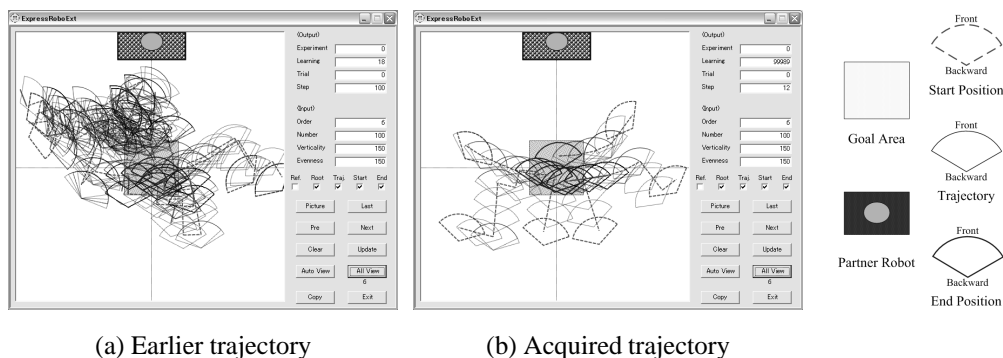 ExpressRoboExt
(Output)
Experiment 0
Learning 18
Trial 0
Step 100
(Input)
Order 6
Number 100
Verticality 150
Evenness 150
Ref. Root Traj. Start End
Picture Last
Pre Next
Clear Update
Auto View All View
6
Copy Exit
(a) Earlier trajectory
ExpressRoboExt
(Output)
Experiment 0
Learning 99989
Trial 0
Step 12
(Input)
Order 6
Number 100
Verticality 150
Evenness 150
Ref. Root Traj. Start End
Picture Last
Pre Next
Clear Update
Auto View All View
6
Copy Exit
(b) Acquired trajectory
Goal Area
Partner Robot
Front
Backward
Start Position
Front
Backward
Trajectory
Front
Backward
End Position